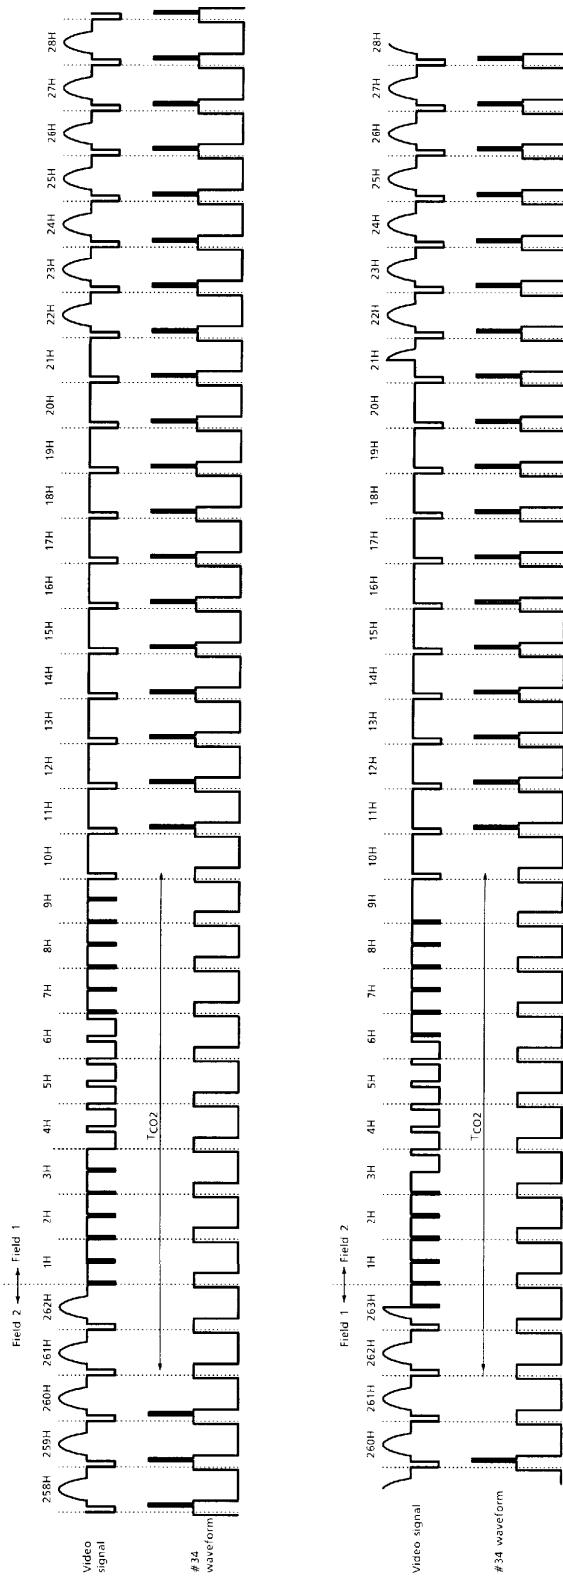 Field 2 ←→ Field 1
258H 259H 260H 261H 262H 1H 2H 3H 4H 5H 6H 7H 8H 9H 10H 11H 12H 13H 14H 15H 16H 17H 18H 19H 20H 21H 22H 23H 24H 25H 26H 27H 28H
Video
signal
TCO2
#34
waveform
Field 1 ←→ Field 2
260H 261H 262H 263H 1H 2H 3H 4H 5H 6H 7H 8H 9H 10H 11H 12H 13H 14H 15H 16H 17H 18H 19H 20H 21H 22H 23H 24H 25H 26H 27H 28H
Video signal
TCO2
#34 waveform